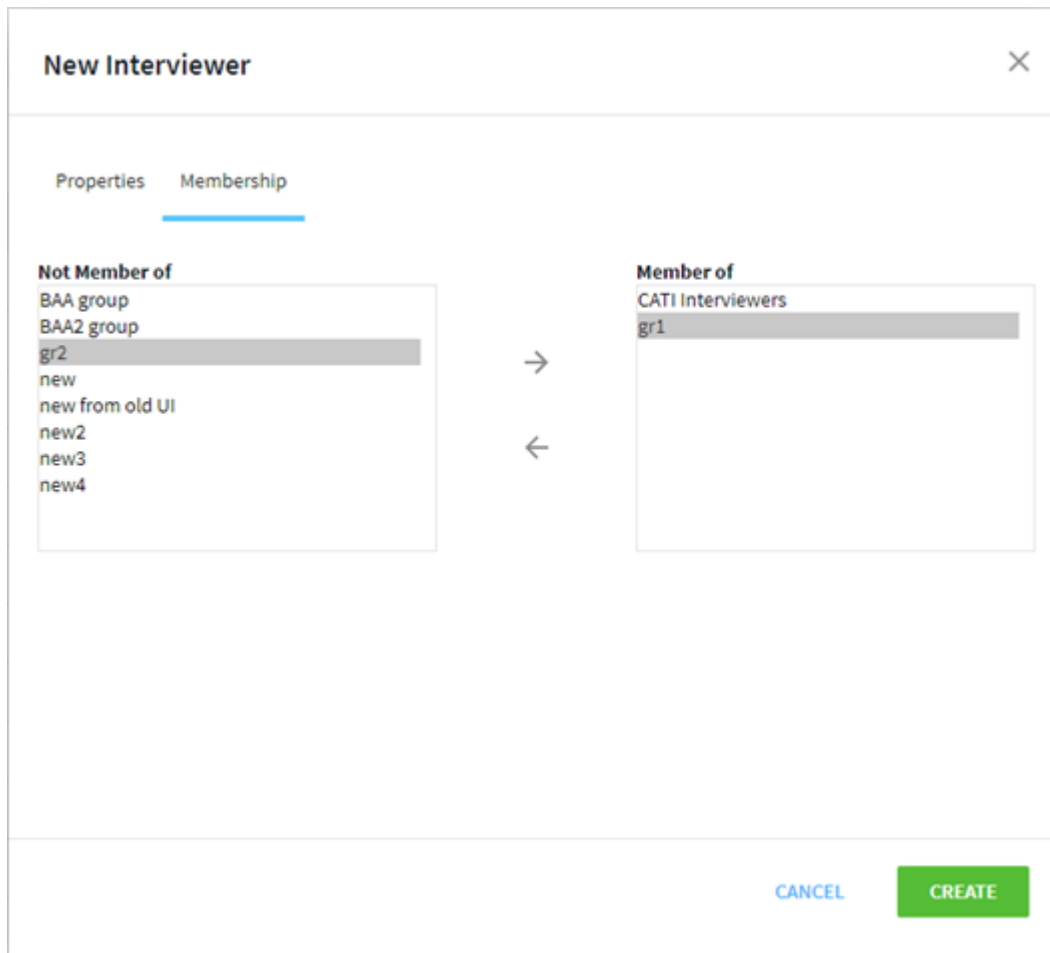 New Interviewer
Properties Membership
Not Member of
BAA group
BAA2 group
gr2
new
new from old UI
new2
new3
new4
Member of
CATI Interviewers
gr1
CANCEL CREATE